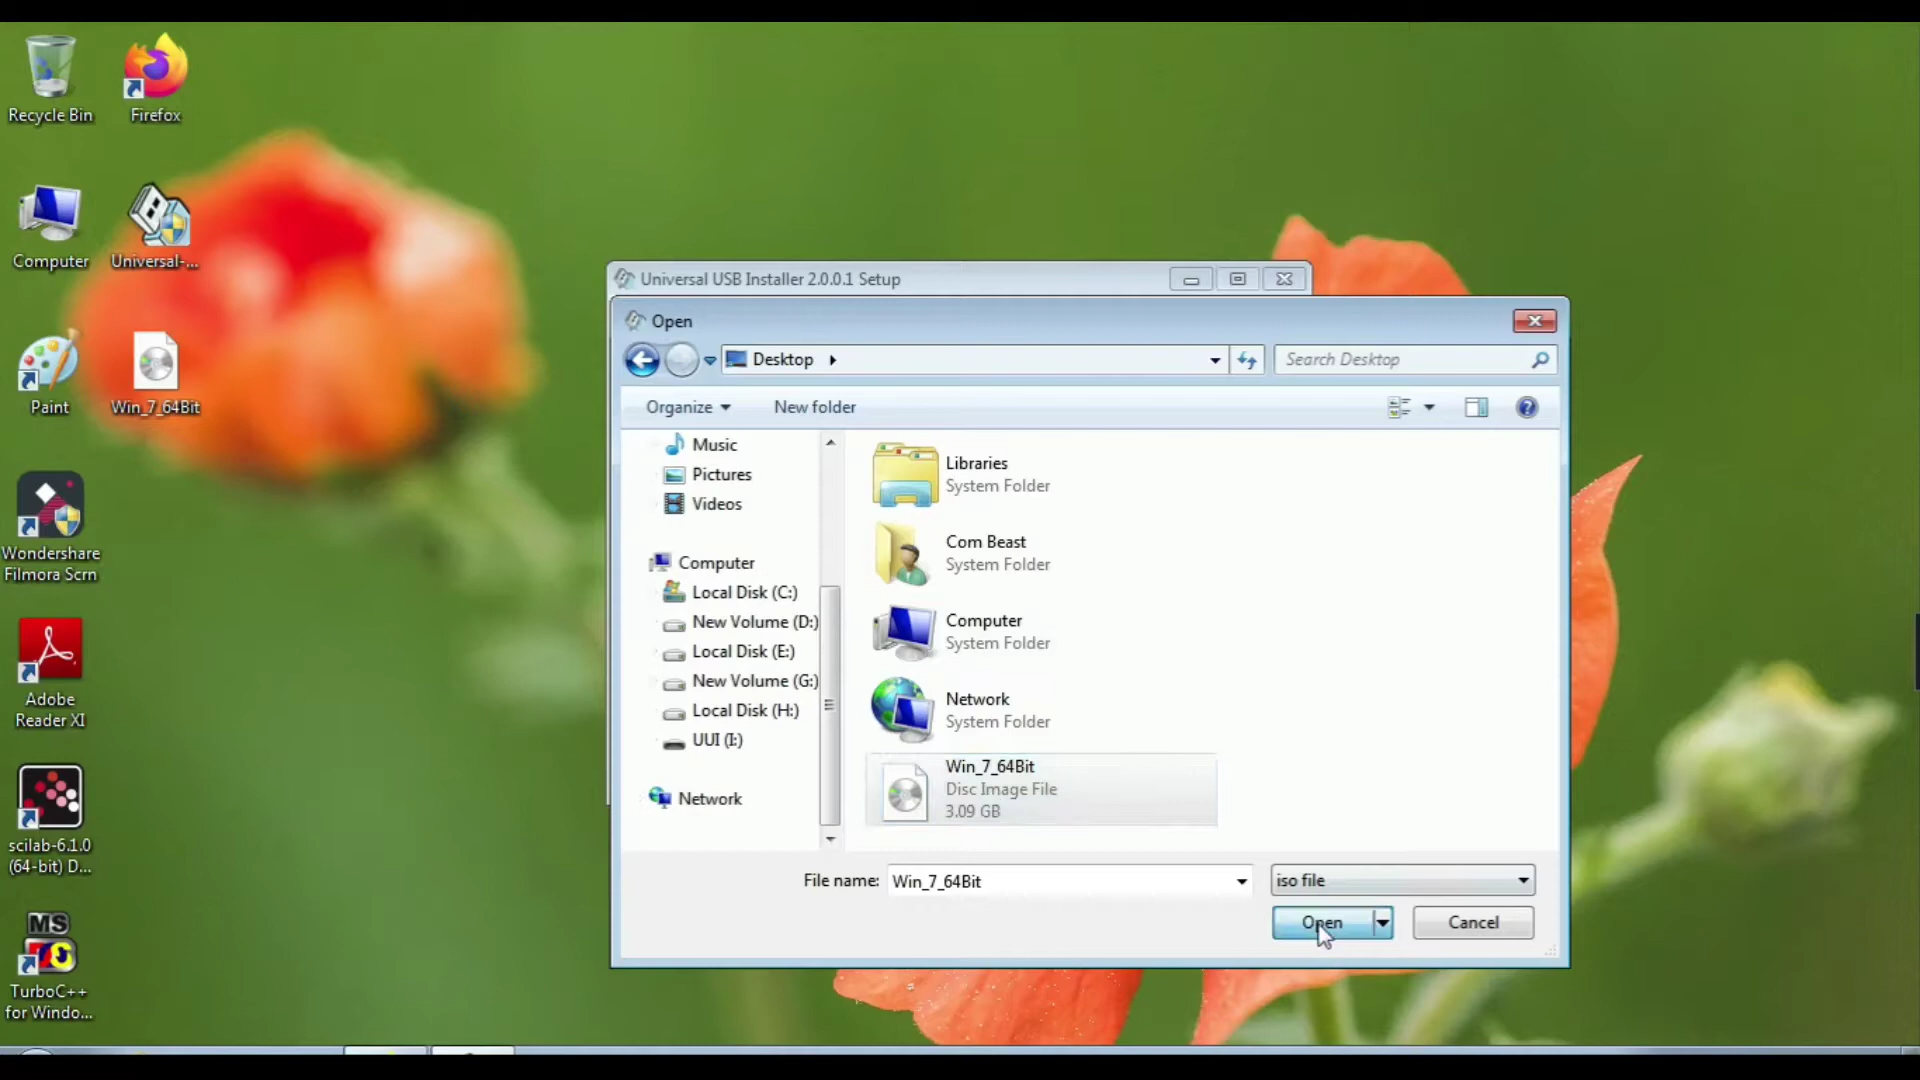 Recycle Bin
Firefox
Computer
Universal-...
Paint
Win_7_64Bit
Wondershare
Filmora Scrn
Adobe
Reader XI
scilab-6.1.0
(64-bit) D...
MS
TurboC++
for Windo...
Universal USB Installer 2.0.0.1 Setup
Open
Desktop
Search Desktop
Organize
New folder
Music
Pictures
Videos
Computer
Local Disk (C:)
New Volume (D:)
Local Disk (E:)
New Volume (G:)
Local Disk (H:)
UUI (I:)
Network
Libraries
System Folder
Com Beast
System Folder
Computer
System Folder
Network
System Folder
Win_7_64Bit
Disc Image File
3.09 GB
File name: Win_7_64Bit
iso file
Open
Cancel